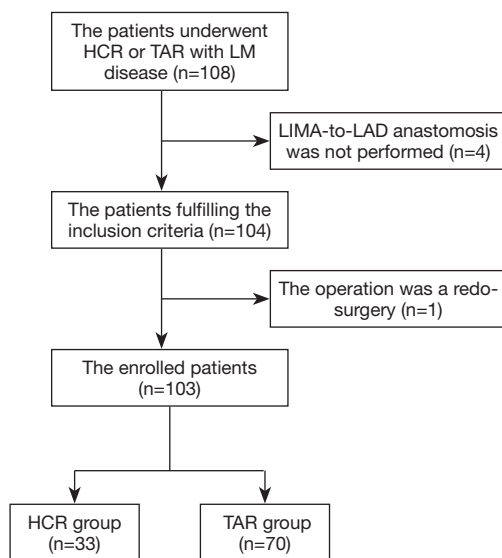 The patients underwent
HCR or TAR with LM
disease (n=108)
LIMA-to-LAD anastomosis
was not performed (n=4)
The patients fulfilling the
inclusion criteria (n=104)
The operation was a redo-
surgery (n=1)
The enrolled patients
(n=103)
HCR group
(n=33)
TAR group
(n=70)